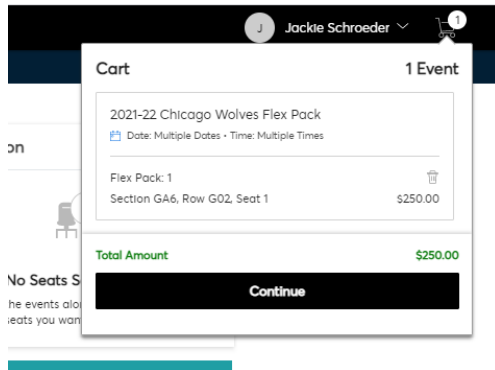 J Jackie Schroeder 1
Cart 1 Event
2021-22 Chicago Wolves Flex Pack
Date: Multiple Dates • Time: Multiple Times
on
Flex Pack: 1
Section GA6, Row G02, Seat 1 $250.00
Total Amount $250.00
No Seats S
Continue
he events alo
seats you wan